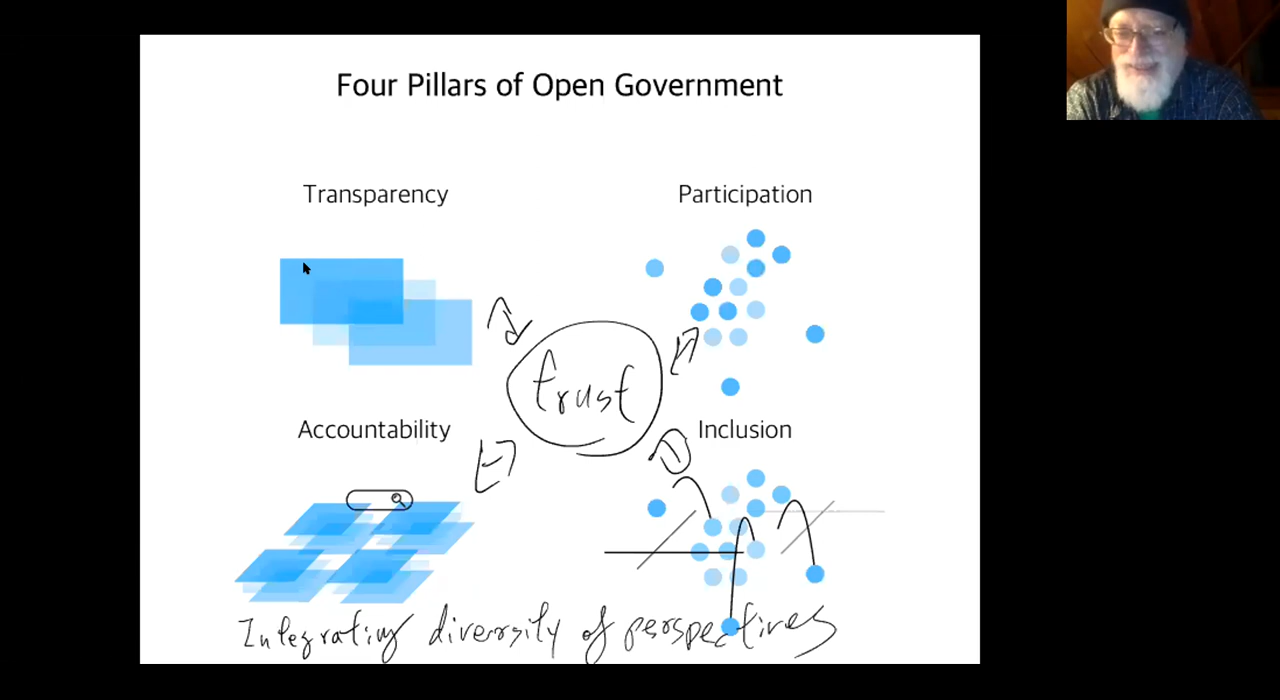 Four Pillars of Open Government
Transparency
Participation
trust
Accountability
Inclusion
Integrating diversity of perspectives